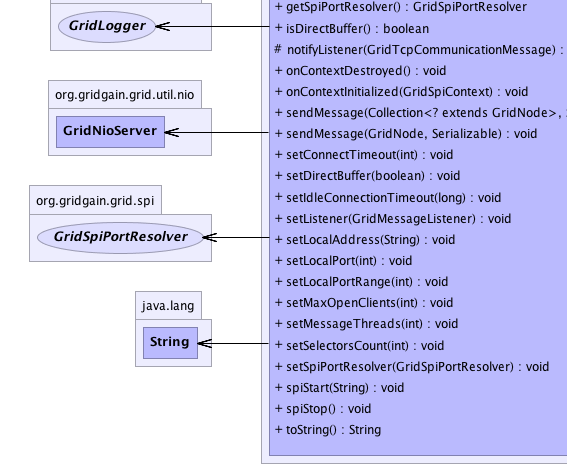 GridLogger
org.gridgain.grid.util.nio
GridNioServer
org.gridgain.grid.spi
GridSpiPortResolver
java.lang
String
+ getSpiPortResolver() : GridSpiPortResolver
+ isDirectBuffer() : boolean
# notifyListener(GridTcpCommunicationMessage) :
+ onContextDestroyed() : void
+ onContextInitialized(GridSpiContext) : void
+ sendMessage(Collection<? extends GridNode>,
+ sendMessage(GridNode, Serializable) : void
+ setConnectTimeout(int) : void
+ setDirectBuffer(boolean) : void
+ setIdleConnectionTimeout(long) : void
+ setListener(GridMessageListener) : void
+ setLocalAddress(String) : void
+ setLocalPort(int) : void
+ setLocalPortRange(int) : void
+ setMaxOpenClients(int) : void
+ setMessageThreads(int) : void
+ setSelectorsCount(int) : void
+ setSpiPortResolver(GridSpiPortResolver) : void
+ spiStart(String) : void
+ spiStop() : void
+ toString() : String